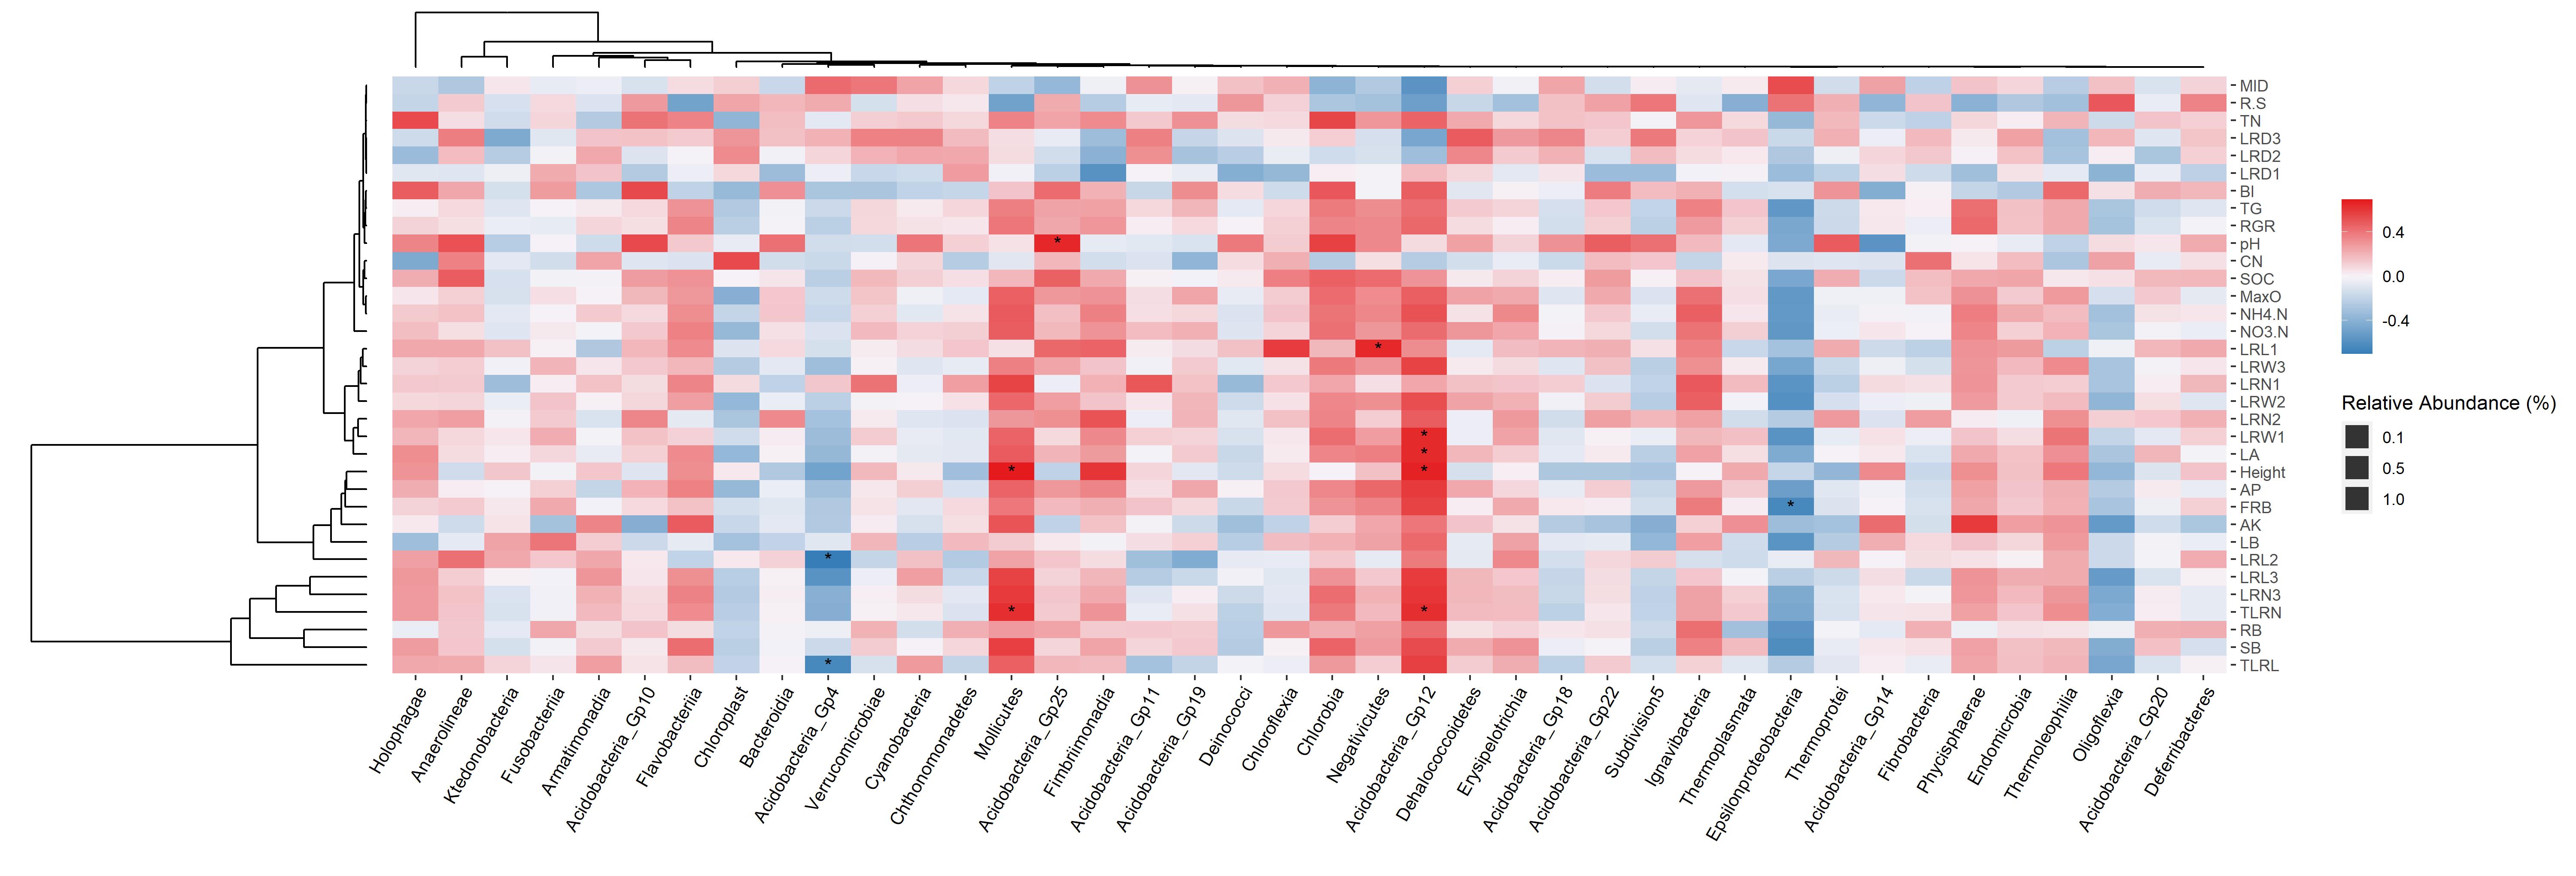 MID
R.S
TN
LRD3
LRD2
LRD1
BI
TG
RGR
pH
CN
SOC
MaxO
NH4.N
NO3.N
LRL1
LRW3
LRN1
LRW2
LRN2
LRW1
LA
Height
AP
FRB
AK
LB
LRL2
LRL3
LRN3
TLRN
RB
SB
TLRL
*
*
*
*
*
*
*
*
*
*
*
0.4
0.0
-0.4
Relative Abundance (%)
0.1
0.5
1.0
Holophagae
Anaerolineae
Ktedonobacteria
Fusobacteriia
Armatimonadia
Acidobacteria_Gp10
Flavobacteriia
Chloroplast
Bacteroidia
Acidobacteria_Gp4
Verrucomicrobiae
Cyanobacteria
Chthonomonadetes
Mollicutes
Acidobacteria_Gp25
Fimbriimonadia
Acidobacteria_Gp11
Acidobacteria_Gp19
Deinococci
Chloroflexia
Chlorobia
Negativicutes
Acidobacteria_Gp12
Dehalococcoidetes
Erysipelotrichia
Acidobacteria_Gp18
Acidobacteria_Gp22
Subdivision5
Ignavibacteria
Thermoplasmata
Epsilonproteobacteria
Thermoprotei
Acidobacteria_Gp14
Fibrobacteria
Phycisphaerae
Endomicrobia
Thermoleophilia
Oligoflexia
Acidobacteria_Gp20
Deferribacteres